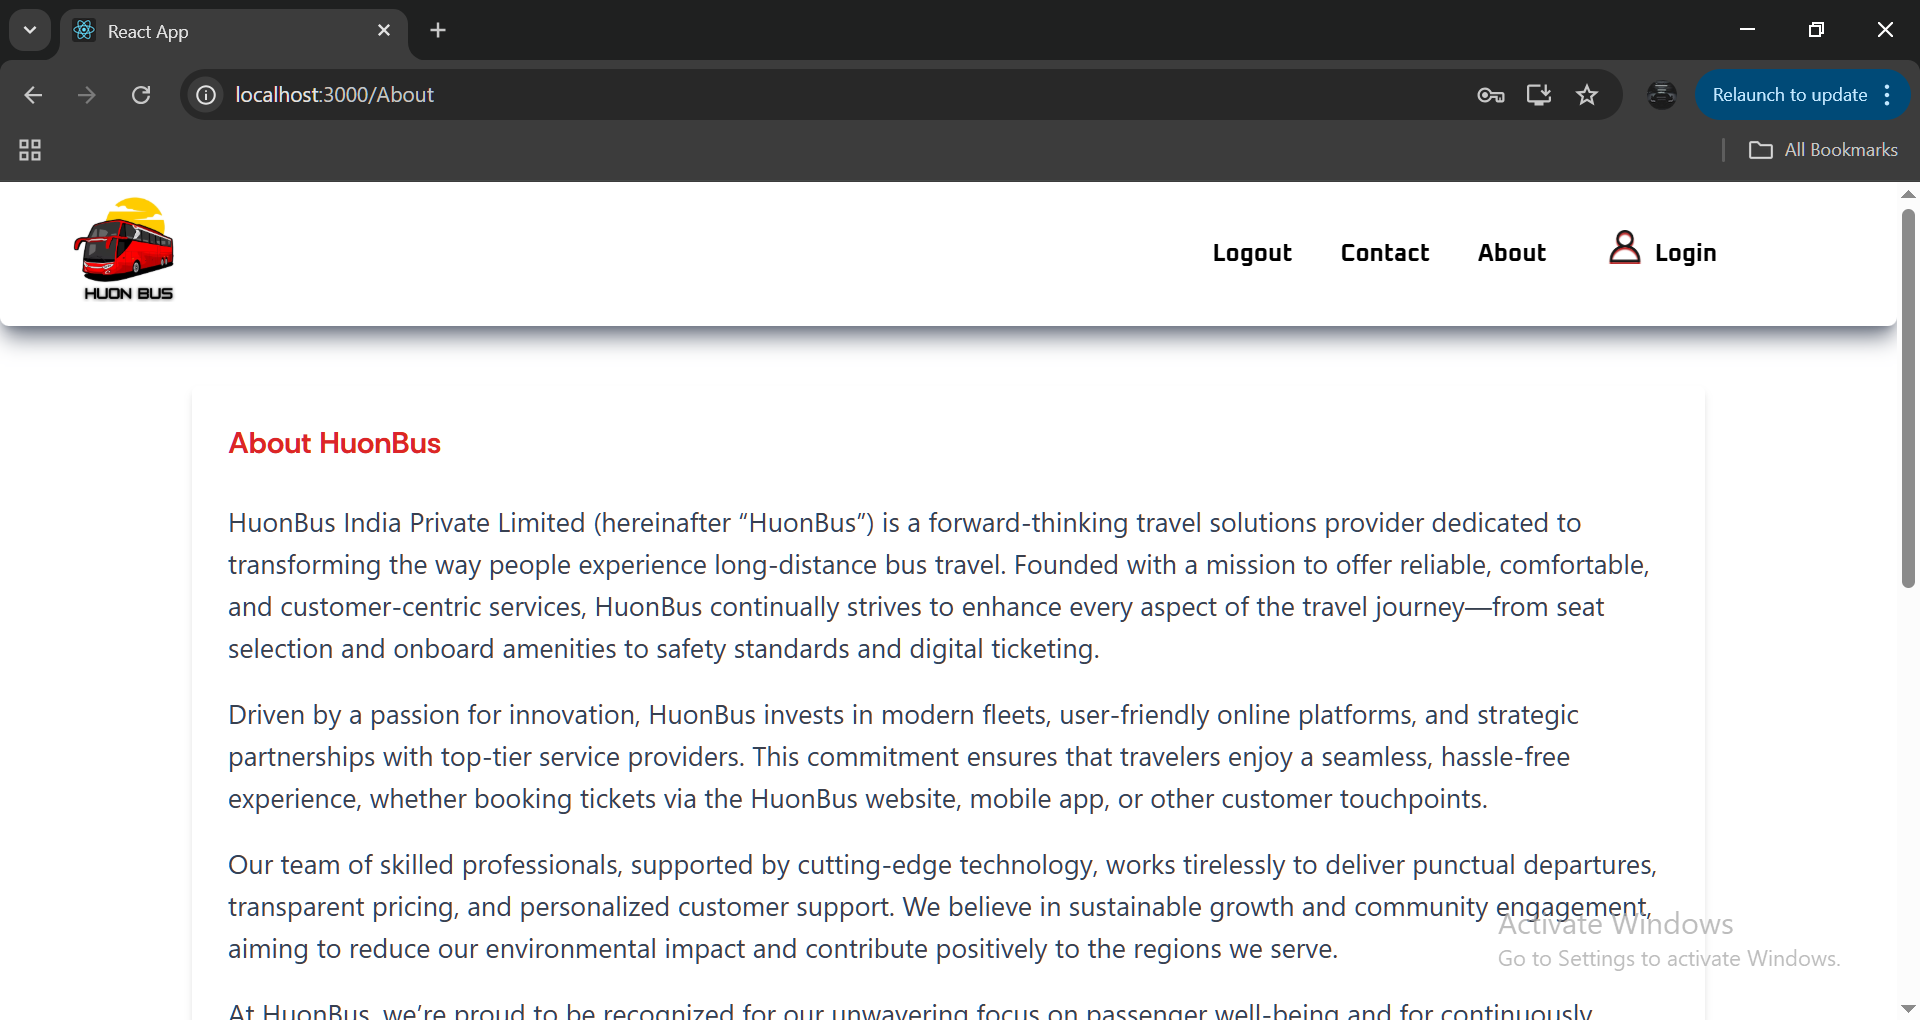 React App
localhost:3000/About
Relaunch to update
All Bookmarks
HUON BUS
Logout Contact About Login
About HuonBus
HuonBus India Private Limited (hereinafter “HuonBus”) is a forward-thinking travel solutions provider dedicated to
transforming the way people experience long-distance bus travel. Founded with a mission to offer reliable, comfortable,
and customer-centric services, HuonBus continually strives to enhance every aspect of the travel journey—from seat
selection and onboard amenities to safety standards and digital ticketing.
Driven by a passion for innovation, HuonBus invests in modern fleets, user-friendly online platforms, and strategic
partnerships with top-tier service providers. This commitment ensures that travelers enjoy a seamless, hassle-free
experience, whether booking tickets via the HuonBus website, mobile app, or other customer touchpoints.
Our team of skilled professionals, supported by cutting-edge technology, works tirelessly to deliver punctual departures,
transparent pricing, and personalized customer support. We believe in sustainable growth and community engagement,
aiming to reduce our environmental impact and contribute positively to the regions we serve.
Activate Windows
Go to Settings to activate Windows.
At HuonBus, we’re proud to be recognized for our unwavering focus on passenger well-being and for continuously